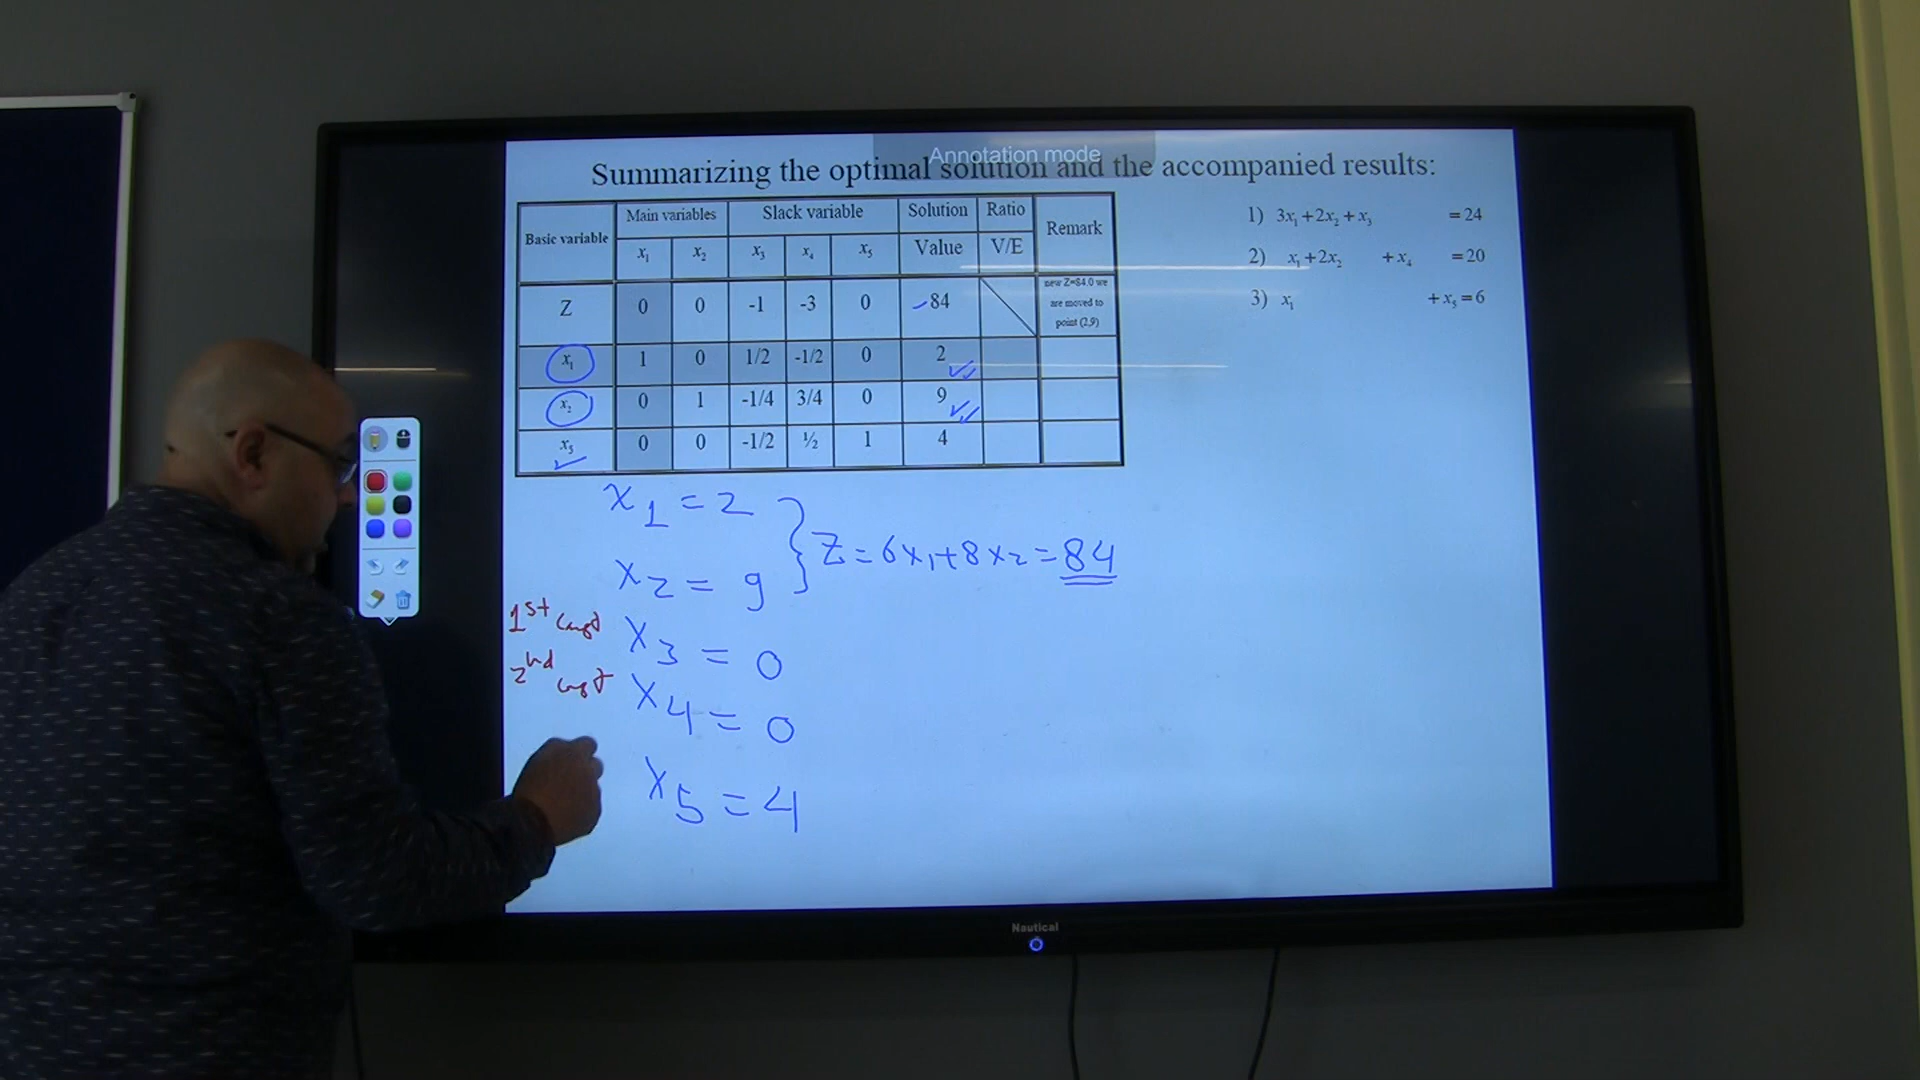 Annotation mode
Summarizing the optimal solution and the accompanied results:
Basic variable | Main variables | Slack variable | Solution | Ratio | Remark
x₁ | x₂ | x₃ | x₄ | x₅ | Value | V/E
Z | 0 | 0 | -1 | -3 | 0 | -84 | new Z=84.0 we are moved to point (2,9)
x₁ | 1 | 0 | 1/2 | -1/2 | 0 | 2
x₂ | 0 | 1 | -1/4 | 3/4 | 0 | 9
x₅ | 0 | 0 | -1/2 | ½ | 1 | 4
1) 3x₁+2x₂+x₃ =24
2) x₁+2x₂ +x₄ =20
3) x₁ +x₅=6
x₁ = 2
x₂ = 9
Z = 6x₁+8x₂ = 84
1st const x₃ = 0
2nd const x₄ = 0
x₅ = 4
Nautical